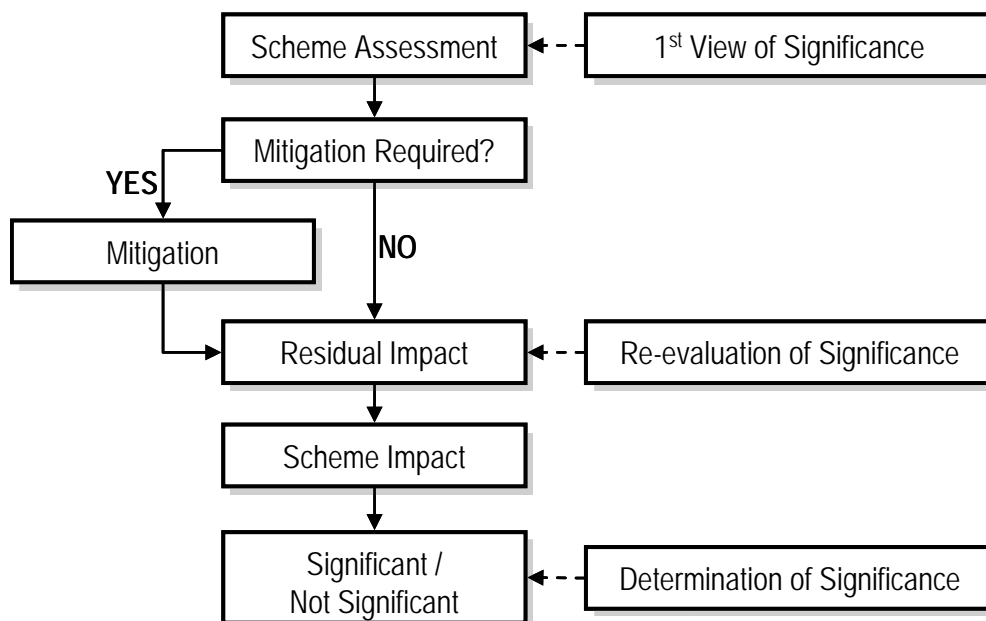 Scheme Assessment
1st View of Significance
Mitigation Required?
YES
NO
Mitigation
Residual Impact
Re-evaluation of Significance
Scheme Impact
Significant /
Not Significant
Determination of Significance